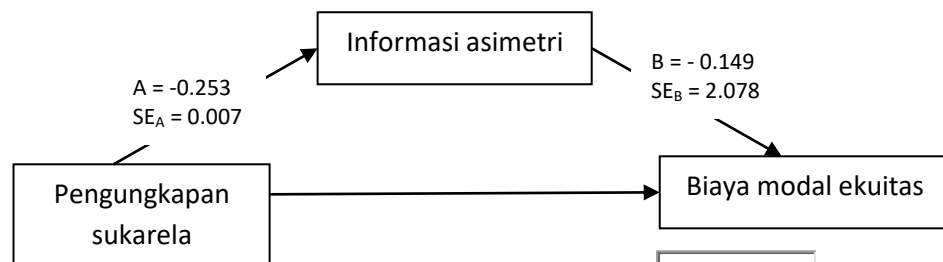 Informasi asimetri
A = -0.253
SE_A = 0.007
B = - 0.149
SE_B = 2.078
Pengungkapan
sukarela
Biaya modal ekuitas